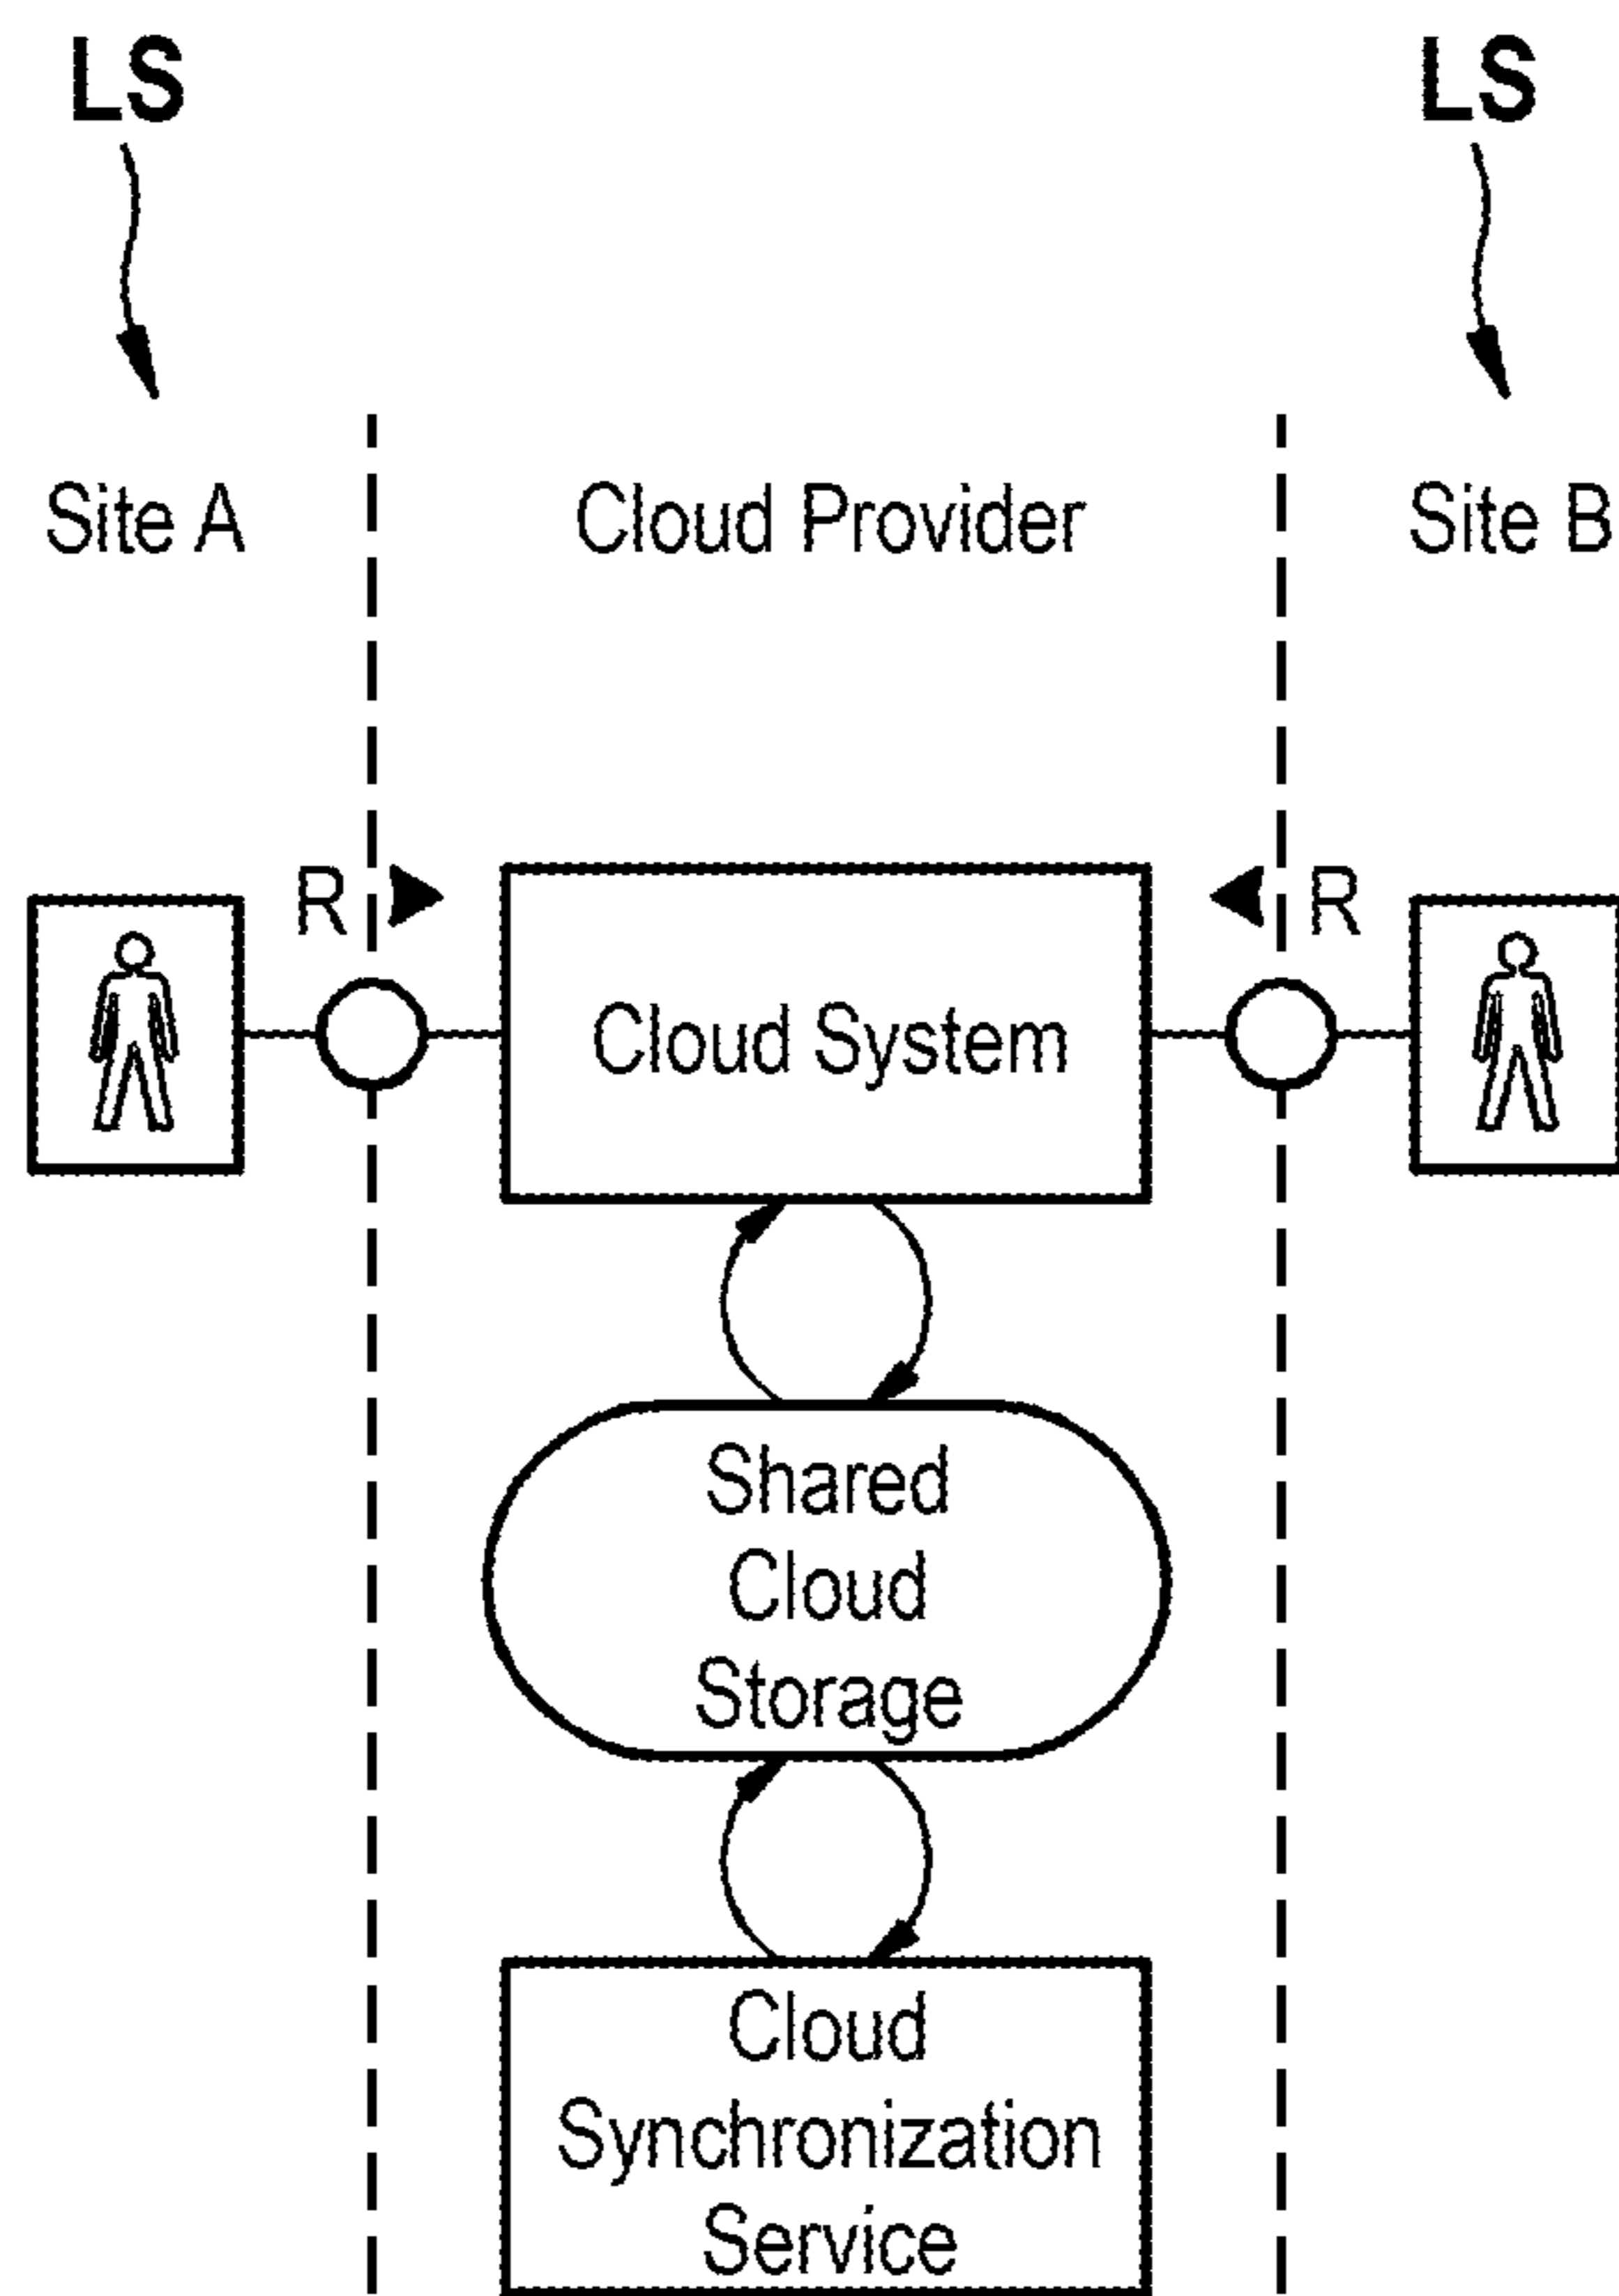 LS
LS
Site A
Cloud Provider
Site B
R
R
Cloud System
Shared
Cloud
Storage
Cloud
Synchronization
Service